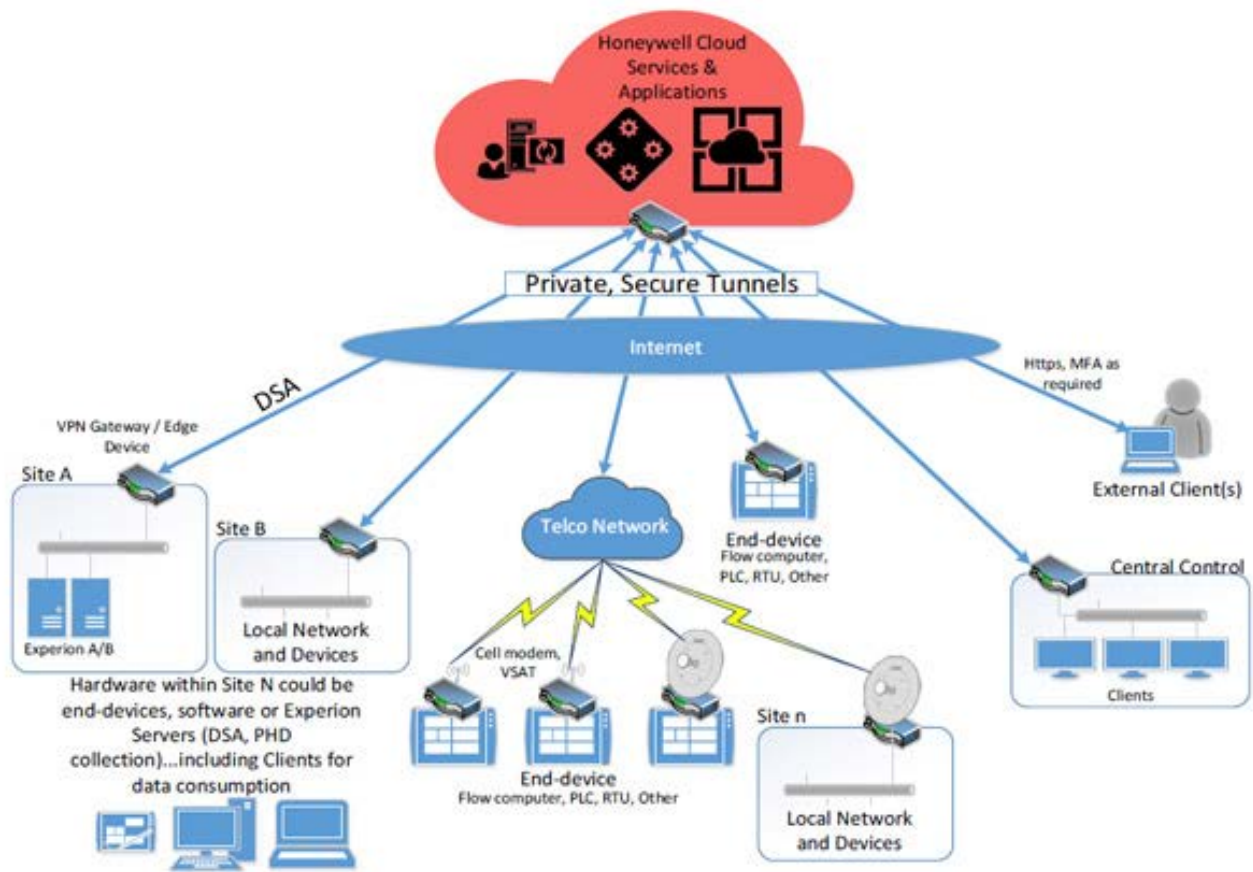 Honeywell Cloud
Services &
Applications
Private, Secure Tunnels
Internet
Https, MFA as
required
DSA
VPN Gateway / Edge
Device
Site A
External Client(s)
Site B
Telco Network
End-device
Flow computer,
PLC, RTU, Other
Central Control
Experion A/B
Local Network
and Devices
Cell modem,
VSAT
Clients
Hardware within Site N could be
end-devices, software or Experion
Servers (DSA, PHD
collection)...including Clients for
data consumption
Site n
End-device
Flow computer, PLC, RTU, Other
Local Network
and Devices